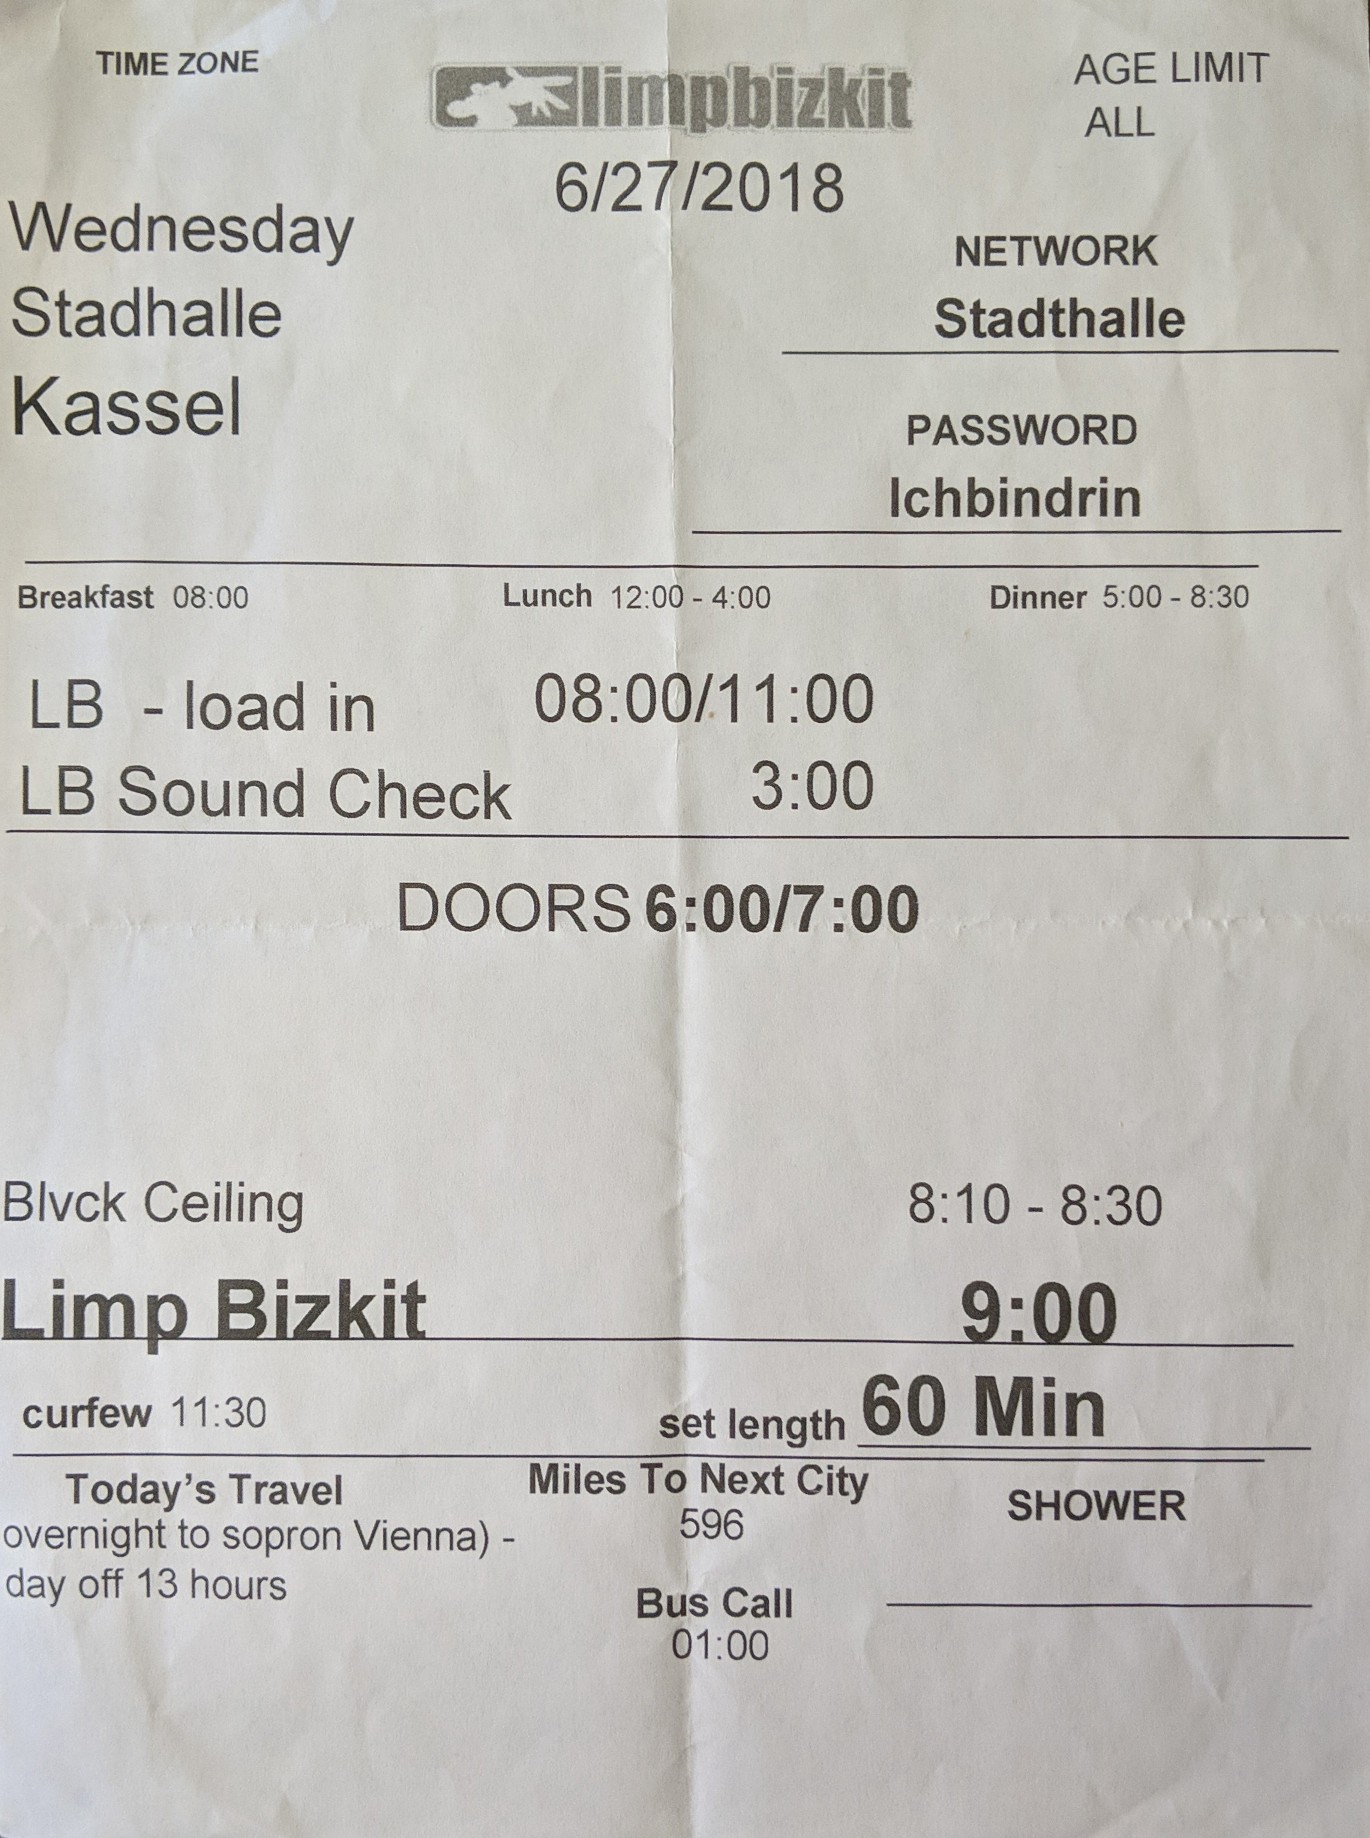 TIME ZONE
limpbizkit
AGE LIMIT
ALL
6/27/2018
Wednesday
Stadhalle
Kassel
NETWORK
Stadthalle
PASSWORD
Ichbindrin
Breakfast 08:00 Lunch 12:00 - 4:00 Dinner 5:00 - 8:30
LB - load in 08:00/11:00
LB Sound Check 3:00
DOORS 6:00/7:00
Blvck Ceiling 8:10 - 8:30
Limp Bizkit 9:00
curfew 11:30 set length 60 Min
Today's Travel
overnight to sopron Vienna) -
day off 13 hours
Miles To Next City
596
Bus Call
01:00
SHOWER